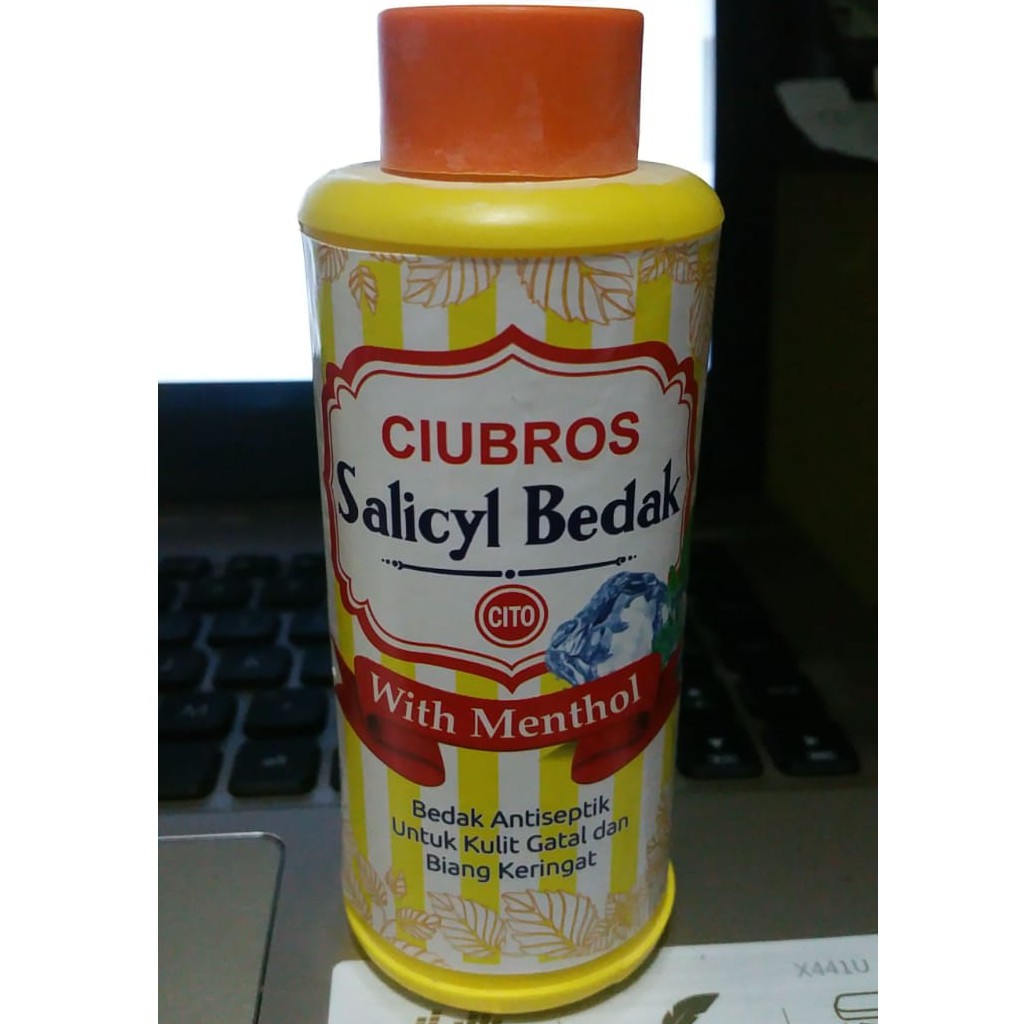 CIUBROS
Salicyl Bedak
CITO
With Menthol
Bedak Antiseptik
Untuk Kulit Gatal dan
Biang Keringat
X441U